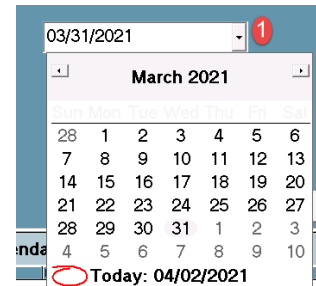 03/31/2021 1
March 2021
Sun Mon Tue Wed Thu Fri Sat
28 1 2 3 4 5 6
7 8 9 10 11 12 13
14 15 16 17 18 19 20
21 22 23 24 25 26 27
28 29 30 31 1 2 3
enda 4 5 6 7 8 9 10
Today: 04/02/2021